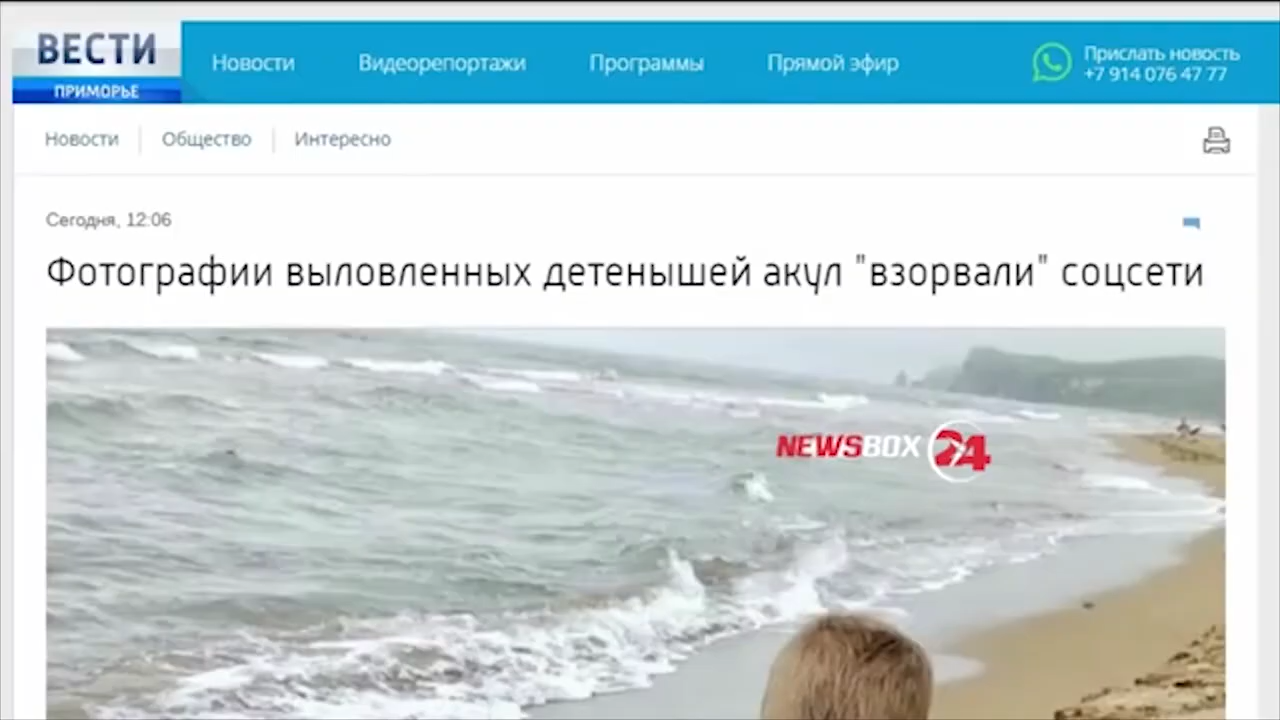 ВЕСТИ
ПРИМОРЬЕ
Новости Видеорепортажи Программы Прямой эфир
Прислать новость
+7 914 076 47 77
Новости Общество Интересно
Сегодня, 12:06
Фотографии выловленных детенышей акул "взорвали" соцсети
NEWSBOX 24